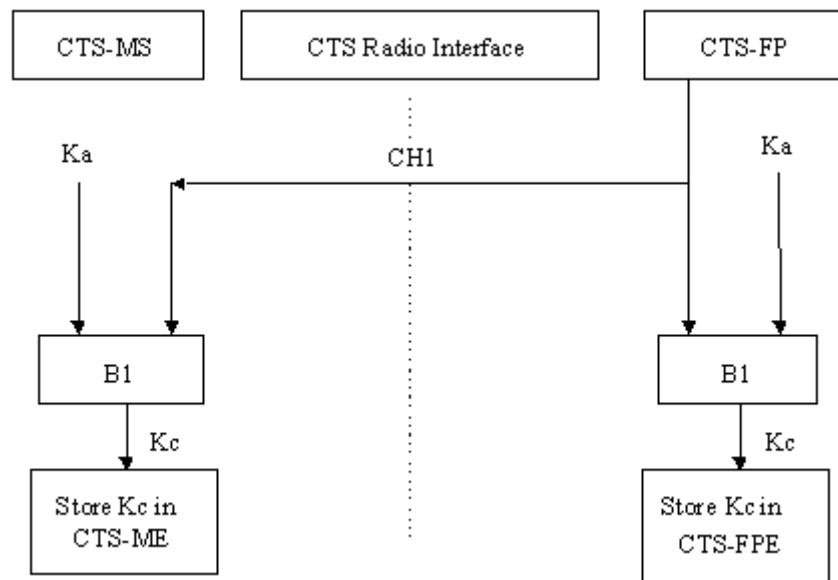 CTS-MS
CTS Radio Interface
CTS-FP
Ka
CH1
Ka
B1
B1
Kc
Kc
Store Kc in
CTS-ME
Store Kc in
CTS-FPE